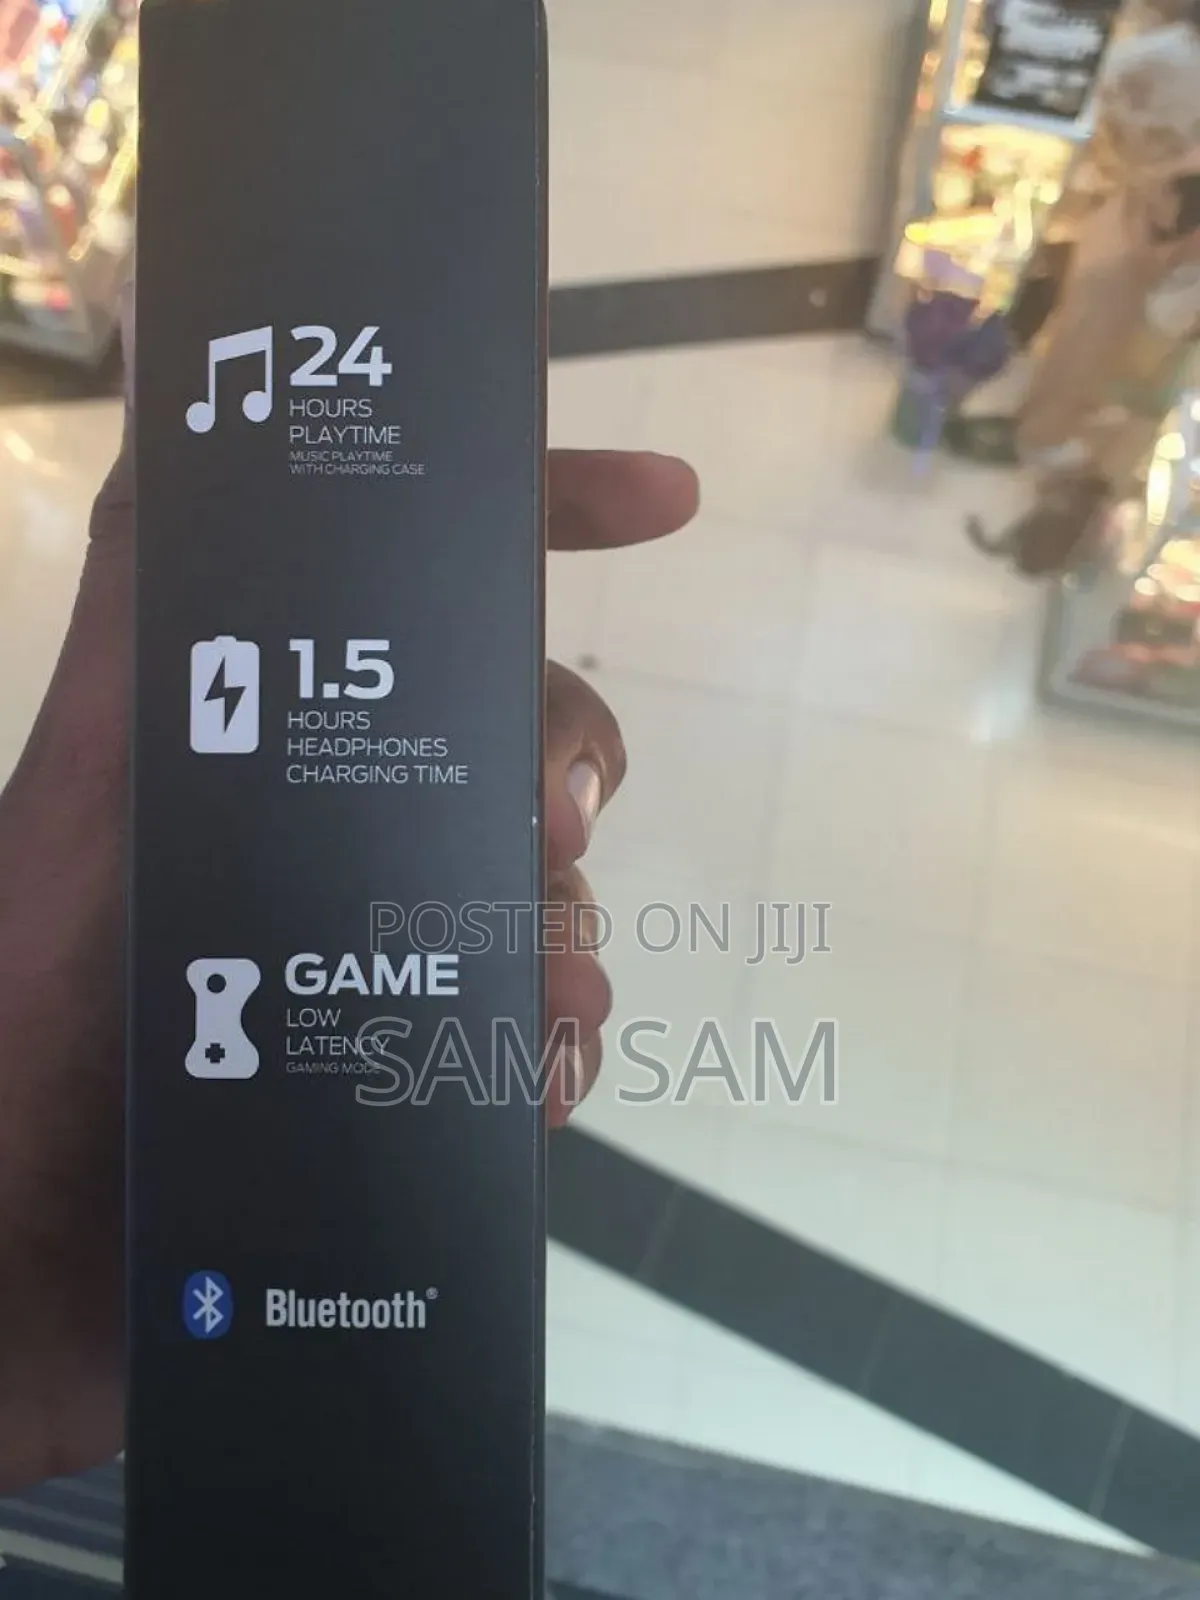 24
HOURS
PLAYTIME
MUSIC PLAYTIME
WITH CHARGING CASE
1.5
HOURS
HEADPHONES
CHARGING TIME
POSTED ON JIJI
GAME
LOW
LATENCY
GAMING MODE
SAM SAM
Bluetooth®